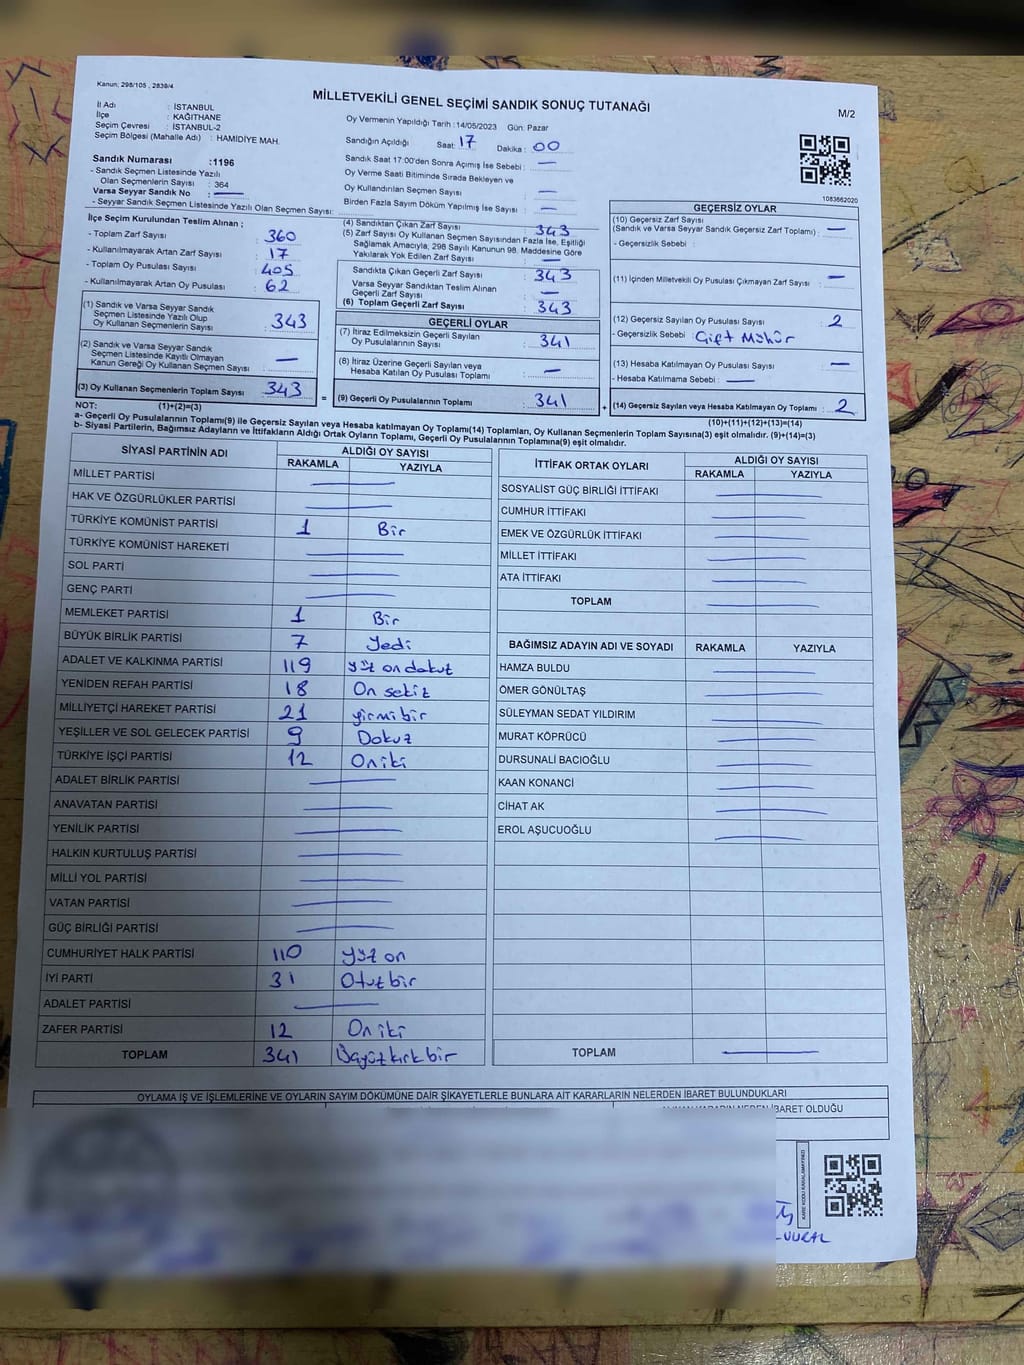 Kanun; 298/105 , 2839/4
MİLLETVEKİLİ GENEL SEÇİMİ SANDIK SONUÇ TUTANAĞI
M/2
İl Adı : İSTANBUL
İlçe : KAĞITHANE
Seçim Çevresi : İSTANBUL-2
Seçim Bölgesi (Mahalle Adı) : HAMİDİYE MAH.
Sandık Numarası :1196
- Sandık Seçmen Listesinde Yazılı
Olan Seçmenlerin Sayısı : 364
Varsa Seyyar Sandık No : —
- Seyyar Sandık Seçmen Listesinde Yazılı Olan Seçmen Sayısı:
Oy Vermenin Yapıldığı Tarih :14/05/2023 Gün: Pazar
Sandığın Açıldığı Saat: 17 Dakika : 00
Sandık Saat 17:00'den Sonra Açımış İse Sebebi : —
Oy Verme Saati Bitiminde Sırada Bekleyen ve
Oy Kullandırılan Seçmen Sayısı : —
Birden Fazla Sayım Döküm Yapılmış İse Sayısı : —
1083662020
İlçe Seçim Kurulundan Teslim Alınan ;
- Toplam Zarf Sayısı : 360
- Kullanılmayarak Artan Zarf Sayısı : 17
- Toplam Oy Pusulası Sayısı : 405
- Kullanılmayarak Artan Oy Pusulası : 62
(1) Sandık ve Varsa Seyyar Sandık
Seçmen Listesinde Yazılı Olup
Oy Kullanan Seçmenlerin Sayısı : 343
(2) Sandık ve Varsa Seyyar Sandık
Seçmen Listesinde Kayıtlı Olmayan
Kanun Gereği Oy Kullanan Seçmen Sayısı : —
(3) Oy Kullanan Seçmenlerin Toplam Sayısı : 343
(1)+(2)=(3)
(4) Sandıktan Çıkan Zarf Sayısı : 343
(5) Zarf Sayısı Oy Kullanan Seçmen Sayısından Fazla İse, Eşitliği
Sağlamak Amacıyla, 298 Sayılı Kanunun 98. Maddesine Göre
Yakılarak Yok Edilen Zarf Sayısı : —
Sandıkta Çıkan Geçerli Zarf Sayısı : 343
Varsa Seyyar Sandıktan Teslim Alınan
Geçerli Zarf Sayısı : —
(6) Toplam Geçerli Zarf Sayısı : 343
GEÇERLİ OYLAR
(7) İtiraz Edilmeksizin Geçerli Sayılan
Oy Pusulalarının Sayısı : 341
(8) İtiraz Üzerine Geçerli Sayılan veya
Hesaba Katılan Oy Pusulası Toplamı : —
= (9) Geçerli Oy Pusulalarının Toplamı : 341
GEÇERSİZ OYLAR
(10) Geçersiz Zarf Sayısı
(Sandık ve Varsa Seyyar Sandık Geçersiz Zarf Toplamı) : —
- Geçersizlik Sebebi :
(11) İçinden Milletvekili Oy Pusulası Çıkmayan Zarf Sayısı : —
(12) Geçersiz Sayılan Oy Pusulası Sayısı : 2
- Geçersizlik Sebebi : Çift Mühür
(13) Hesaba Katılmayan Oy Pusulası Sayısı : —
- Hesaba Katılmama Sebebi : —
+ (14) Geçersiz Sayılan veya Hesaba Katılmayan Oy Toplamı : 2
(10)+(11)+(12)+(13)=(14)
NOT:
a- Geçerli Oy Pusulalarının Toplamı(9) ile Geçersiz Sayılan veya Hesaba katılmayan Oy Toplamı(14) Toplamları, Oy Kullanan Seçmenlerin Toplam Sayısına(3) eşit olmalıdır. (9)+(14)=(3)
b- Siyasi Partilerin, Bağımsız Adayların ve İttifakların Aldığı Ortak Oyların Toplamı, Geçerli Oy Pusulalarının Toplamına(9) eşit olmalıdır.
SİYASİ PARTİNİN ADI ALDIĞI OY SAYISI
RAKAMLA YAZIYLA
MİLLET PARTİSİ —
HAK VE ÖZGÜRLÜKLER PARTİSİ —
TÜRKİYE KOMÜNİST PARTİSİ 1 Bir
TÜRKİYE KOMÜNİST HAREKETİ —
SOL PARTİ —
GENÇ PARTİ —
MEMLEKET PARTİSİ 1 Bir
BÜYÜK BİRLİK PARTİSİ 7 Yedi
ADALET VE KALKINMA PARTİSİ 119 yüz on dokuz
YENİDEN REFAH PARTİSİ 18 On sekiz
MİLLİYETÇİ HAREKET PARTİSİ 21 yirmi bir
YEŞİLLER VE SOL GELECEK PARTİSİ 9 Dokuz
TÜRKİYE İŞÇİ PARTİSİ 12 On iki
ADALET BİRLİK PARTİSİ —
ANAVATAN PARTİSİ —
YENİLİK PARTİSİ —
HALKIN KURTULUŞ PARTİSİ —
MİLLİ YOL PARTİSİ —
VATAN PARTİSİ —
GÜÇ BİRLİĞİ PARTİSİ —
CUMHURİYET HALK PARTİSİ 110 yüz on
İYİ PARTİ 31 Otuz bir
ADALET PARTİSİ —
ZAFER PARTİSİ 12 On iki
TOPLAM 341 Üçyüz kırk bir
İTTİFAK ORTAK OYLARI ALDIĞI OY SAYISI
RAKAMLA YAZIYLA
SOSYALİST GÜÇ BİRLİĞİ İTTİFAKI —
CUMHUR İTTİFAKI —
EMEK VE ÖZGÜRLÜK İTTİFAKI —
MİLLET İTTİFAKI —
ATA İTTİFAKI —
TOPLAM —
BAĞIMSIZ ADAYIN ADI VE SOYADI RAKAMLA YAZIYLA
HAMZA BULDU —
ÖMER GÖNÜLTAŞ —
SÜLEYMAN SEDAT YILDIRIM —
MURAT KÖPRÜCÜ —
DURSUNALİ BACIOĞLU —
KAAN KONANCİ —
CİHAT AK —
EROL AŞUCUOĞLU —
TOPLAM —
OYLAMA İŞ VE İŞLEMLERİNE VE OYLARIN SAYIM DÖKÜMÜNE DAİR ŞİKAYETLERLE BUNLARA AİT KARARLARIN NELERDEN İBARET BULUNDUKLARI
İBARET OLDUĞU
KARE KODU KARALAMAYINIZ!
VURAL